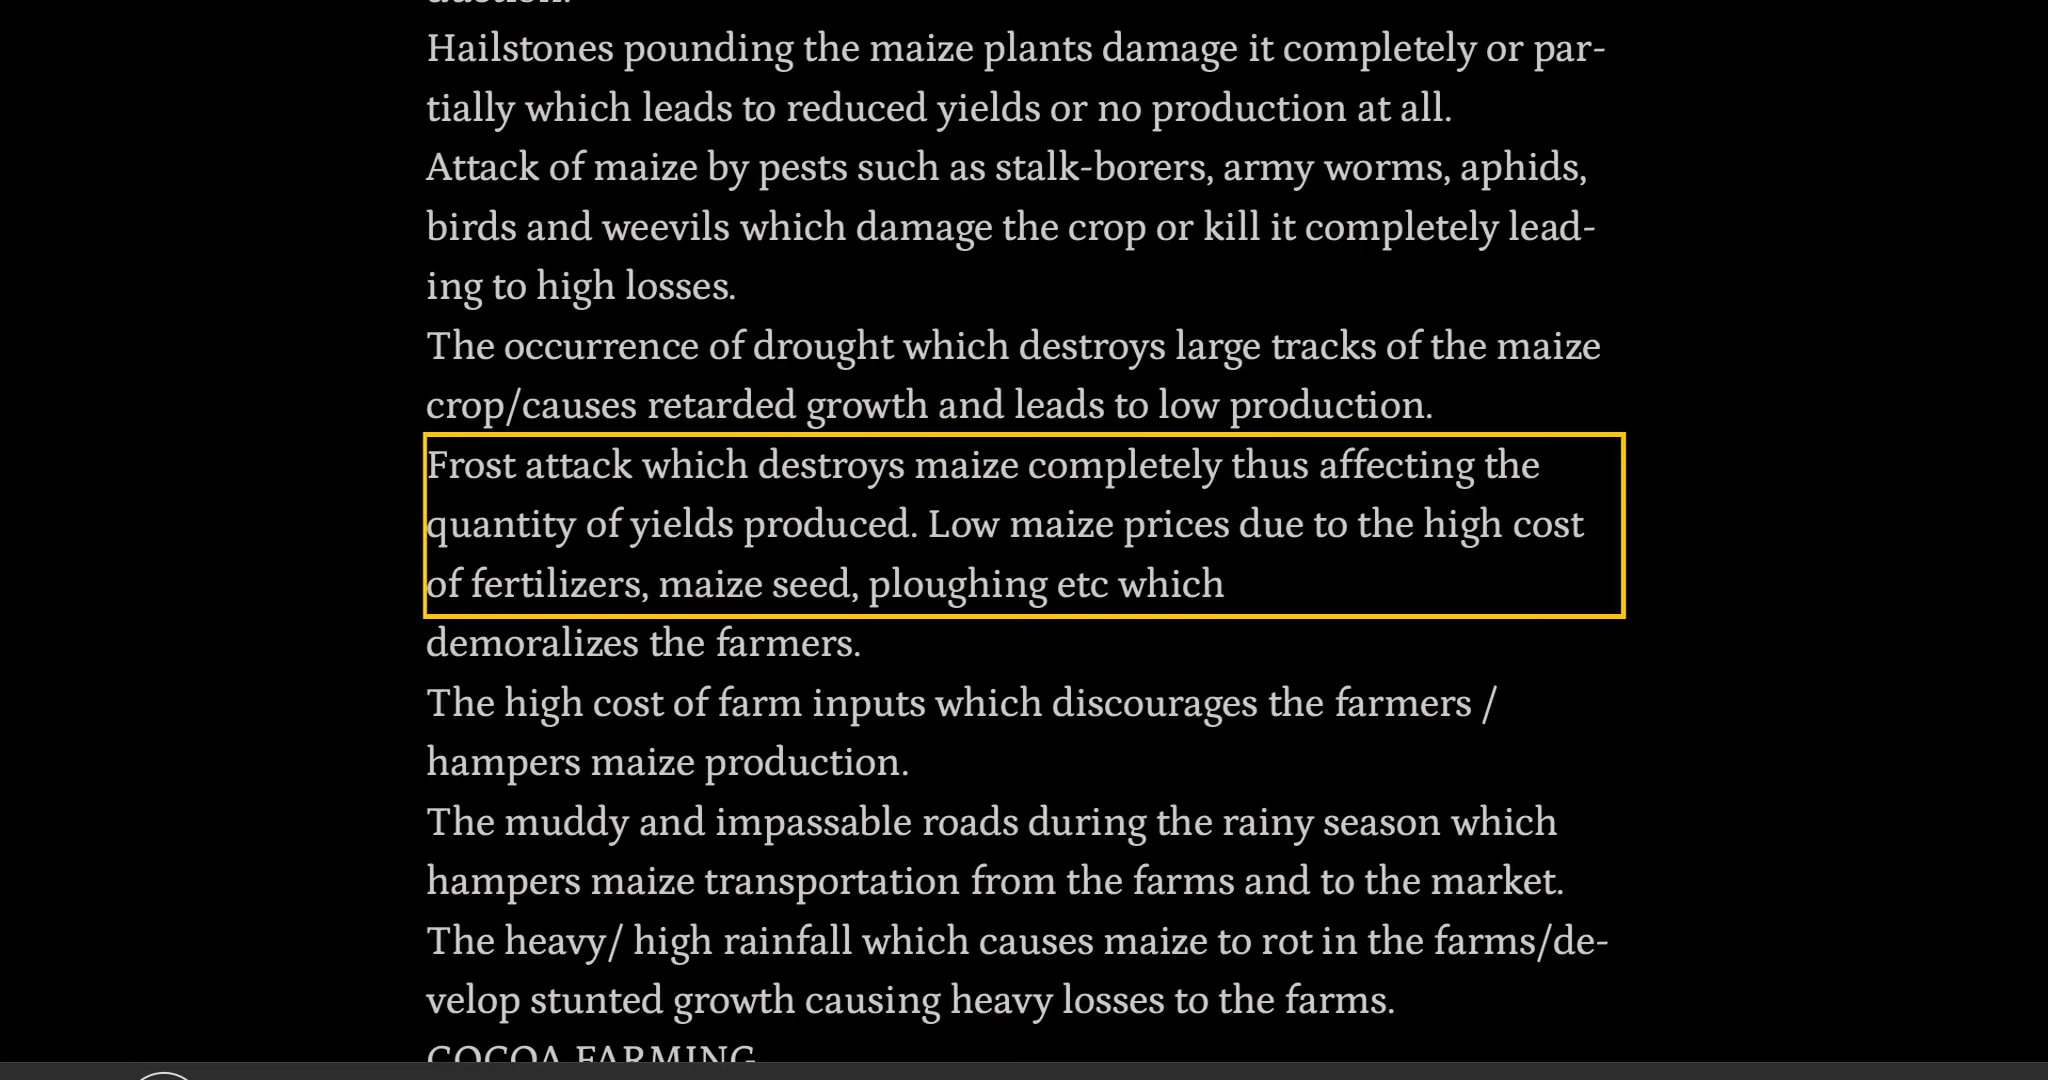 duction.
Hailstones pounding the maize plants damage it completely or par-
tially which leads to reduced yields or no production at all.
Attack of maize by pests such as stalk-borers, army worms, aphids,
birds and weevils which damage the crop or kill it completely lead-
ing to high losses.
The occurrence of drought which destroys large tracks of the maize
crop/causes retarded growth and leads to low production.
Frost attack which destroys maize completely thus affecting the
quantity of yields produced. Low maize prices due to the high cost
of fertilizers, maize seed, ploughing etc which
demoralizes the farmers.
The high cost of farm inputs which discourages the farmers /
hampers maize production.
The muddy and impassable roads during the rainy season which
hampers maize transportation from the farms and to the market.
The heavy/ high rainfall which causes maize to rot in the farms/de-
velop stunted growth causing heavy losses to the farms.
COCOA FARMING